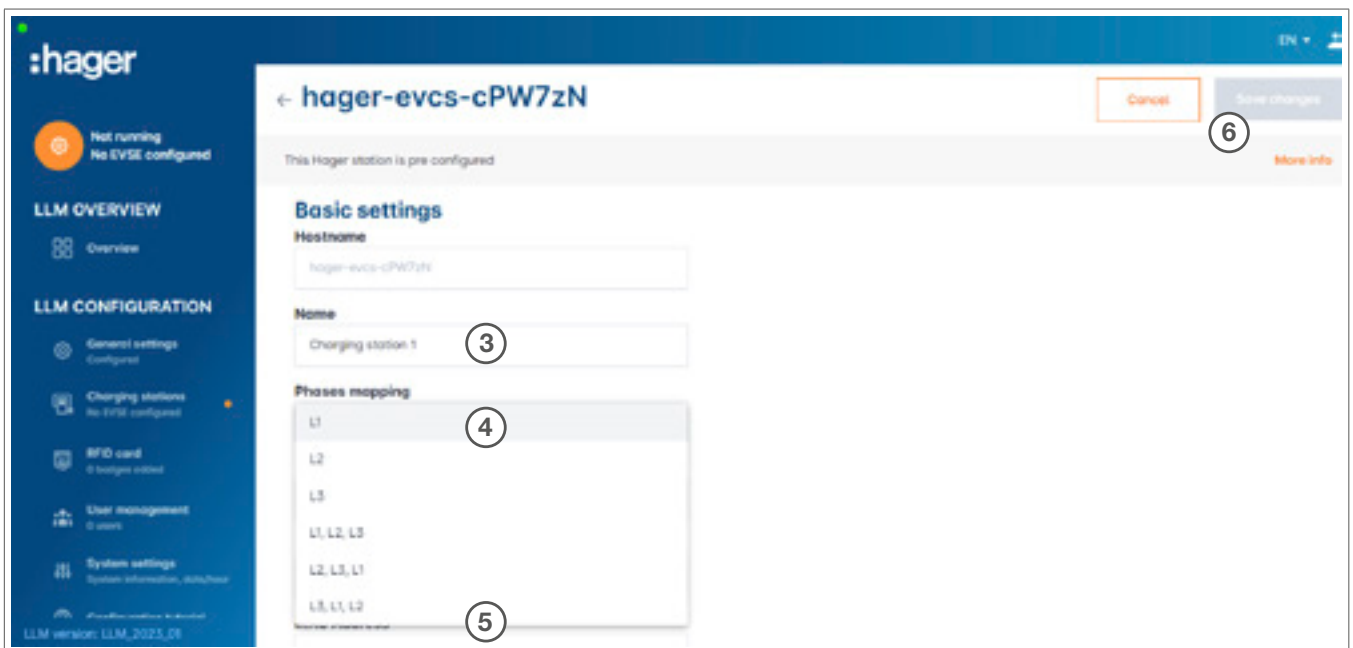 :hager
EN
← hager-evcs-cPW7zN
Cancel
Save changes
6
Not running
No EVSE configured
This Hager station is pre configured
More info
LLM OVERVIEW
Overview
LLM CONFIGURATION
General settings
Configured
Charging stations
No EVSE configured
RFID card
0 badges added
User management
0 users
System settings
System information, date/hour
Configuration tutorial
LLM version: LLM_2023_01
Basic settings
Hostname
hager-evcs-cPW7zN
Name
Charging station 1
3
Phases mapping
L1
4
L2
L3
L1, L2, L3
L2, L3, L1
L3, L1, L2
5